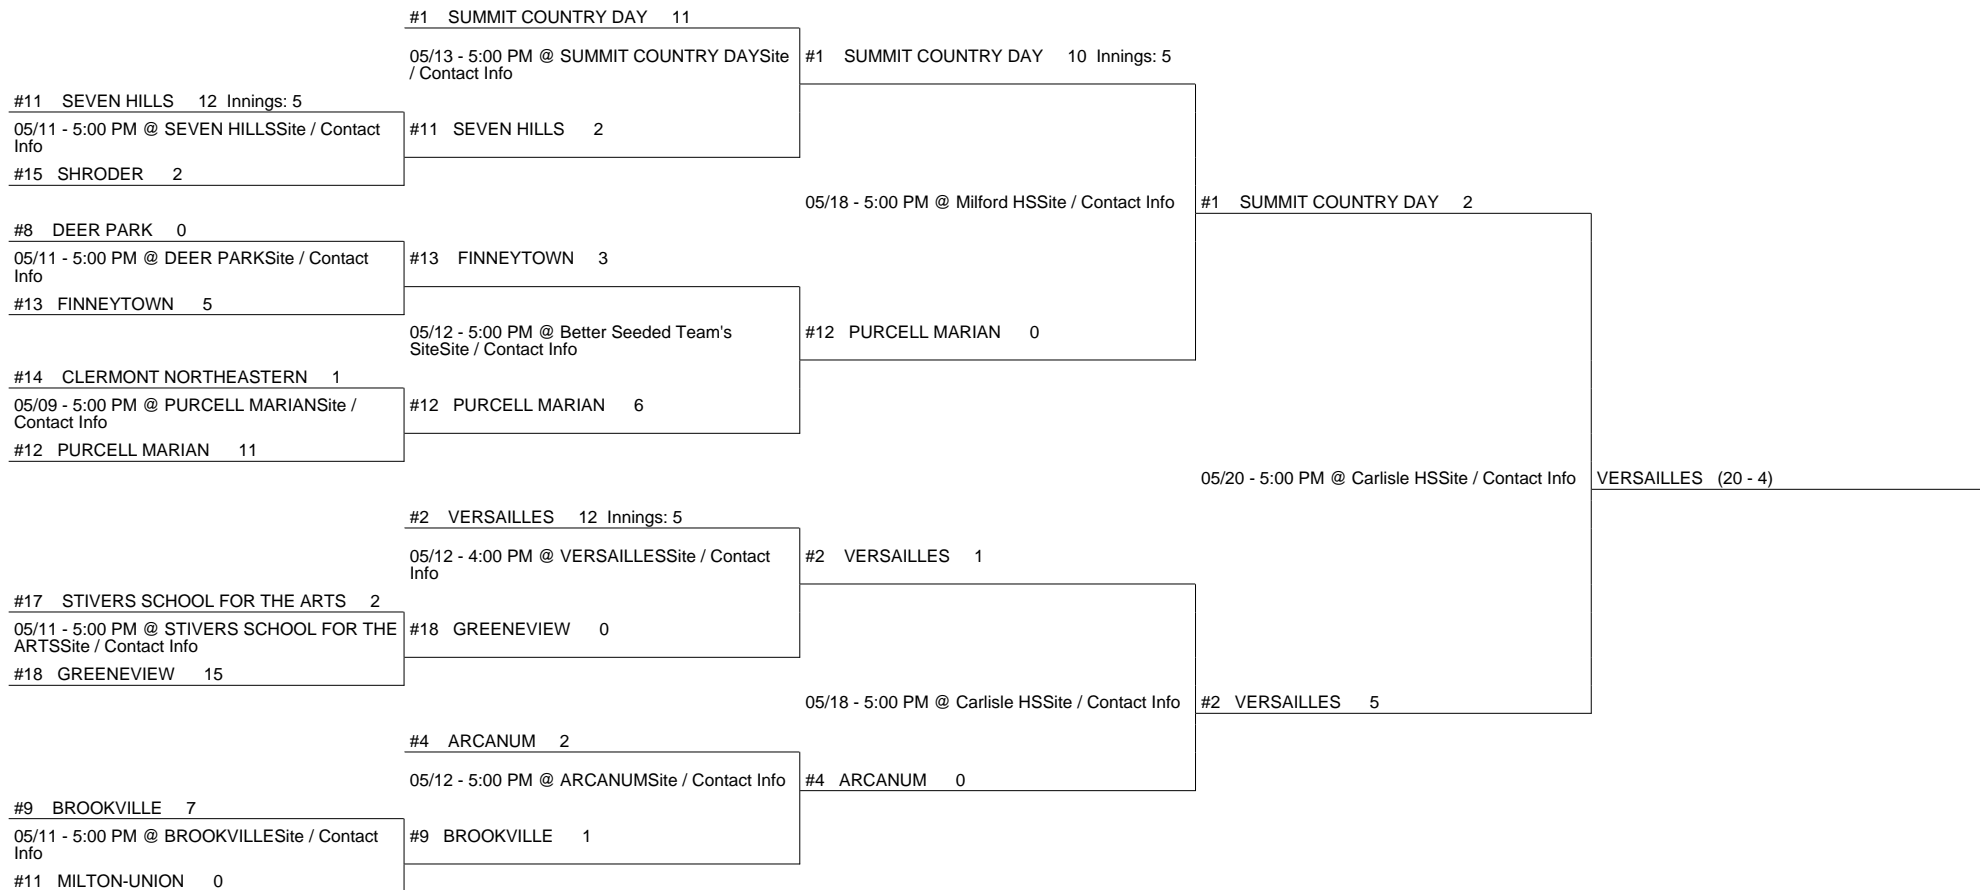 #1 SUMMIT COUNTRY DAY 11
05/13 - 5:00 PM @ SUMMIT COUNTRY DAYSite
/ Contact Info
#1 SUMMIT COUNTRY DAY 10 Innings: 5
#11 SEVEN HILLS 12 Innings: 5
05/11 - 5:00 PM @ SEVEN HILLSSite / Contact
Info
#11 SEVEN HILLS 2
#15 SHRODER 2
05/18 - 5:00 PM @ Milford HSSite / Contact Info
#1 SUMMIT COUNTRY DAY 2
#8 DEER PARK 0
05/11 - 5:00 PM @ DEER PARKSite / Contact
Info
#13 FINNEYTOWN 3
#13 FINNEYTOWN 5
05/12 - 5:00 PM @ Better Seeded Team's
SiteSite / Contact Info
#12 PURCELL MARIAN 0
#14 CLERMONT NORTHEASTERN 1
05/09 - 5:00 PM @ PURCELL MARIANSite /
Contact Info
#12 PURCELL MARIAN 6
#12 PURCELL MARIAN 11
05/20 - 5:00 PM @ Carlisle HSSite / Contact Info
VERSAILLES (20 - 4)
#2 VERSAILLES 12 Innings: 5
05/12 - 4:00 PM @ VERSAILLESSite / Contact
Info
#2 VERSAILLES 1
#17 STIVERS SCHOOL FOR THE ARTS 2
05/11 - 5:00 PM @ STIVERS SCHOOL FOR THE
ARTSSite / Contact Info
#18 GREENEVIEW 0
#18 GREENEVIEW 15
05/18 - 5:00 PM @ Carlisle HSSite / Contact Info
#2 VERSAILLES 5
#4 ARCANUM 2
05/12 - 5:00 PM @ ARCANUMSite / Contact Info
#4 ARCANUM 0
#9 BROOKVILLE 7
05/11 - 5:00 PM @ BROOKVILLESite / Contact
Info
#9 BROOKVILLE 1
#11 MILTON-UNION 0